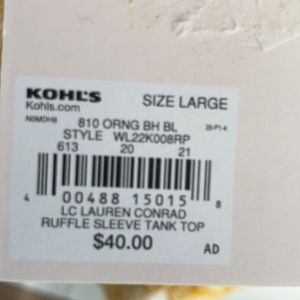 KOHL'S SIZE LARGE
Kohls.com
N0MDH8 810 ORNG BH BL 35-P1-4
STYLE WL22K008RP
613 20 21
4 00488 15015 8
LC LAUREN CONRAD
RUFFLE SLEEVE TANK TOP
$40.00 AD